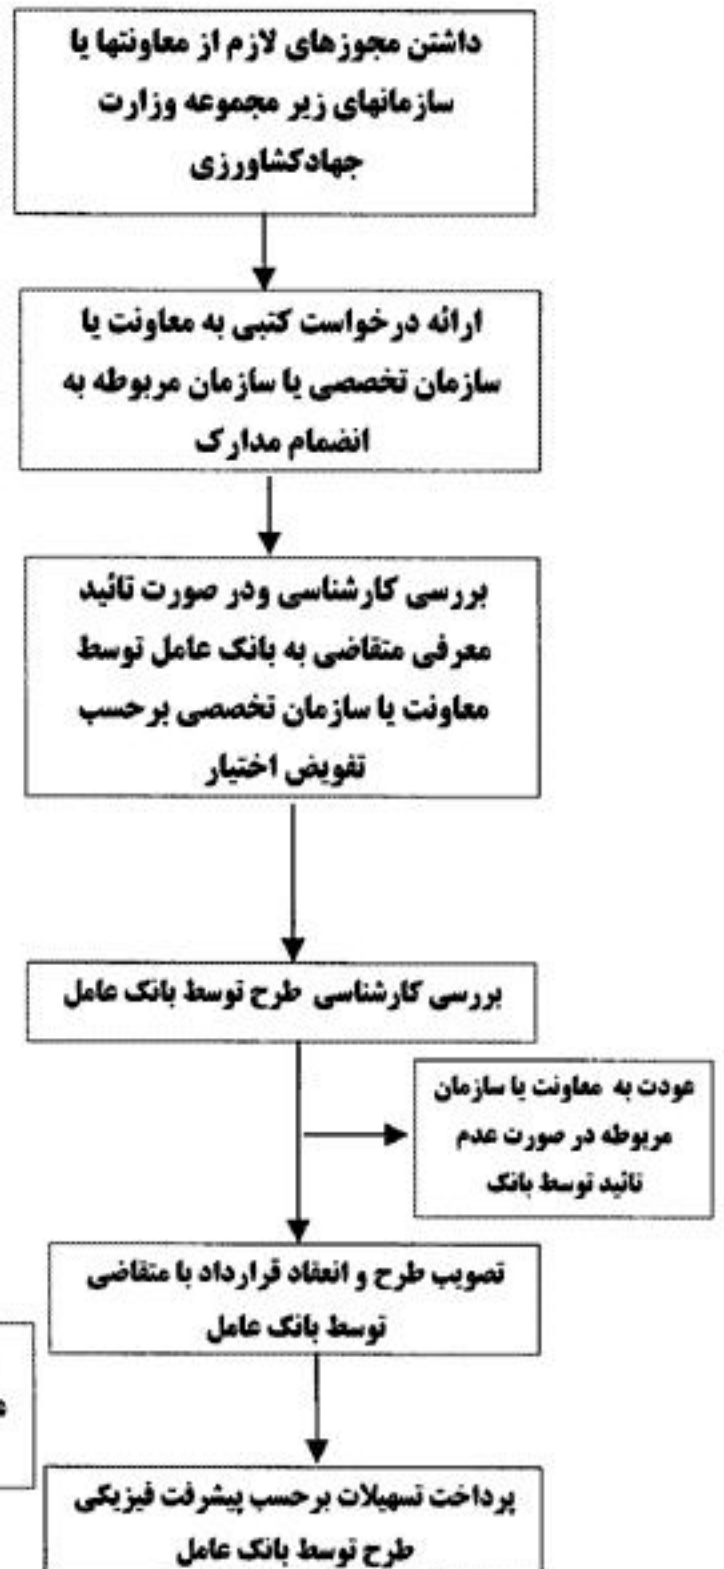 داشتن مجوزهای لازم از معاونتها یا
سازمانهای زیر مجموعه وزارت
جهادکشاورزی
ارائه درخواست کتبی به معاونت یا
سازمان تخصصی یا سازمان مربوطه به
انضمام مدارک
بررسی کارشناسی ودر صورت تائید
معرفی متقاضی به بانک عامل توسط
معاونت یا سازمان تخصصی برحسب
تفویض اختیار
بررسی کارشناسی طرح توسط بانک عامل
عودت به معاونت یا سازمان
مربوطه در صورت عدم
تائید توسط بانک
تصویب طرح و انعقاد قرارداد با متقاضی
توسط بانک عامل
پرداخت تسهیلات برحسب پیشرفت فیزیکی
طرح توسط بانک عامل